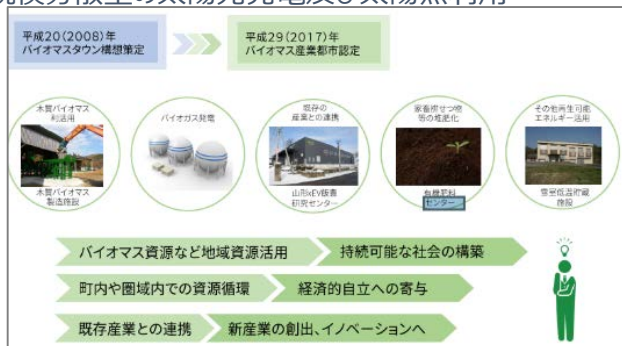 平成20(2008)年
バイオマスタウン構想策定
平成29(2017)年
バイオマス産業都市認定
木質バイオマス
利活用
木質バイオマス
製造施設
バイオガス発電
既存の
産業との連携
山形xEV飯豊
研究センター
家畜排せつ物
等の堆肥化
有機肥料
センター
その他再生可能
エネルギー活用
雪室低温貯蔵
施設
バイオマス資源など地域資源活用
持続可能な社会の構築
町内や圏域内での資源循環
経済的自立への寄与
既存産業との連携
新産業の創出、イノベーションへ